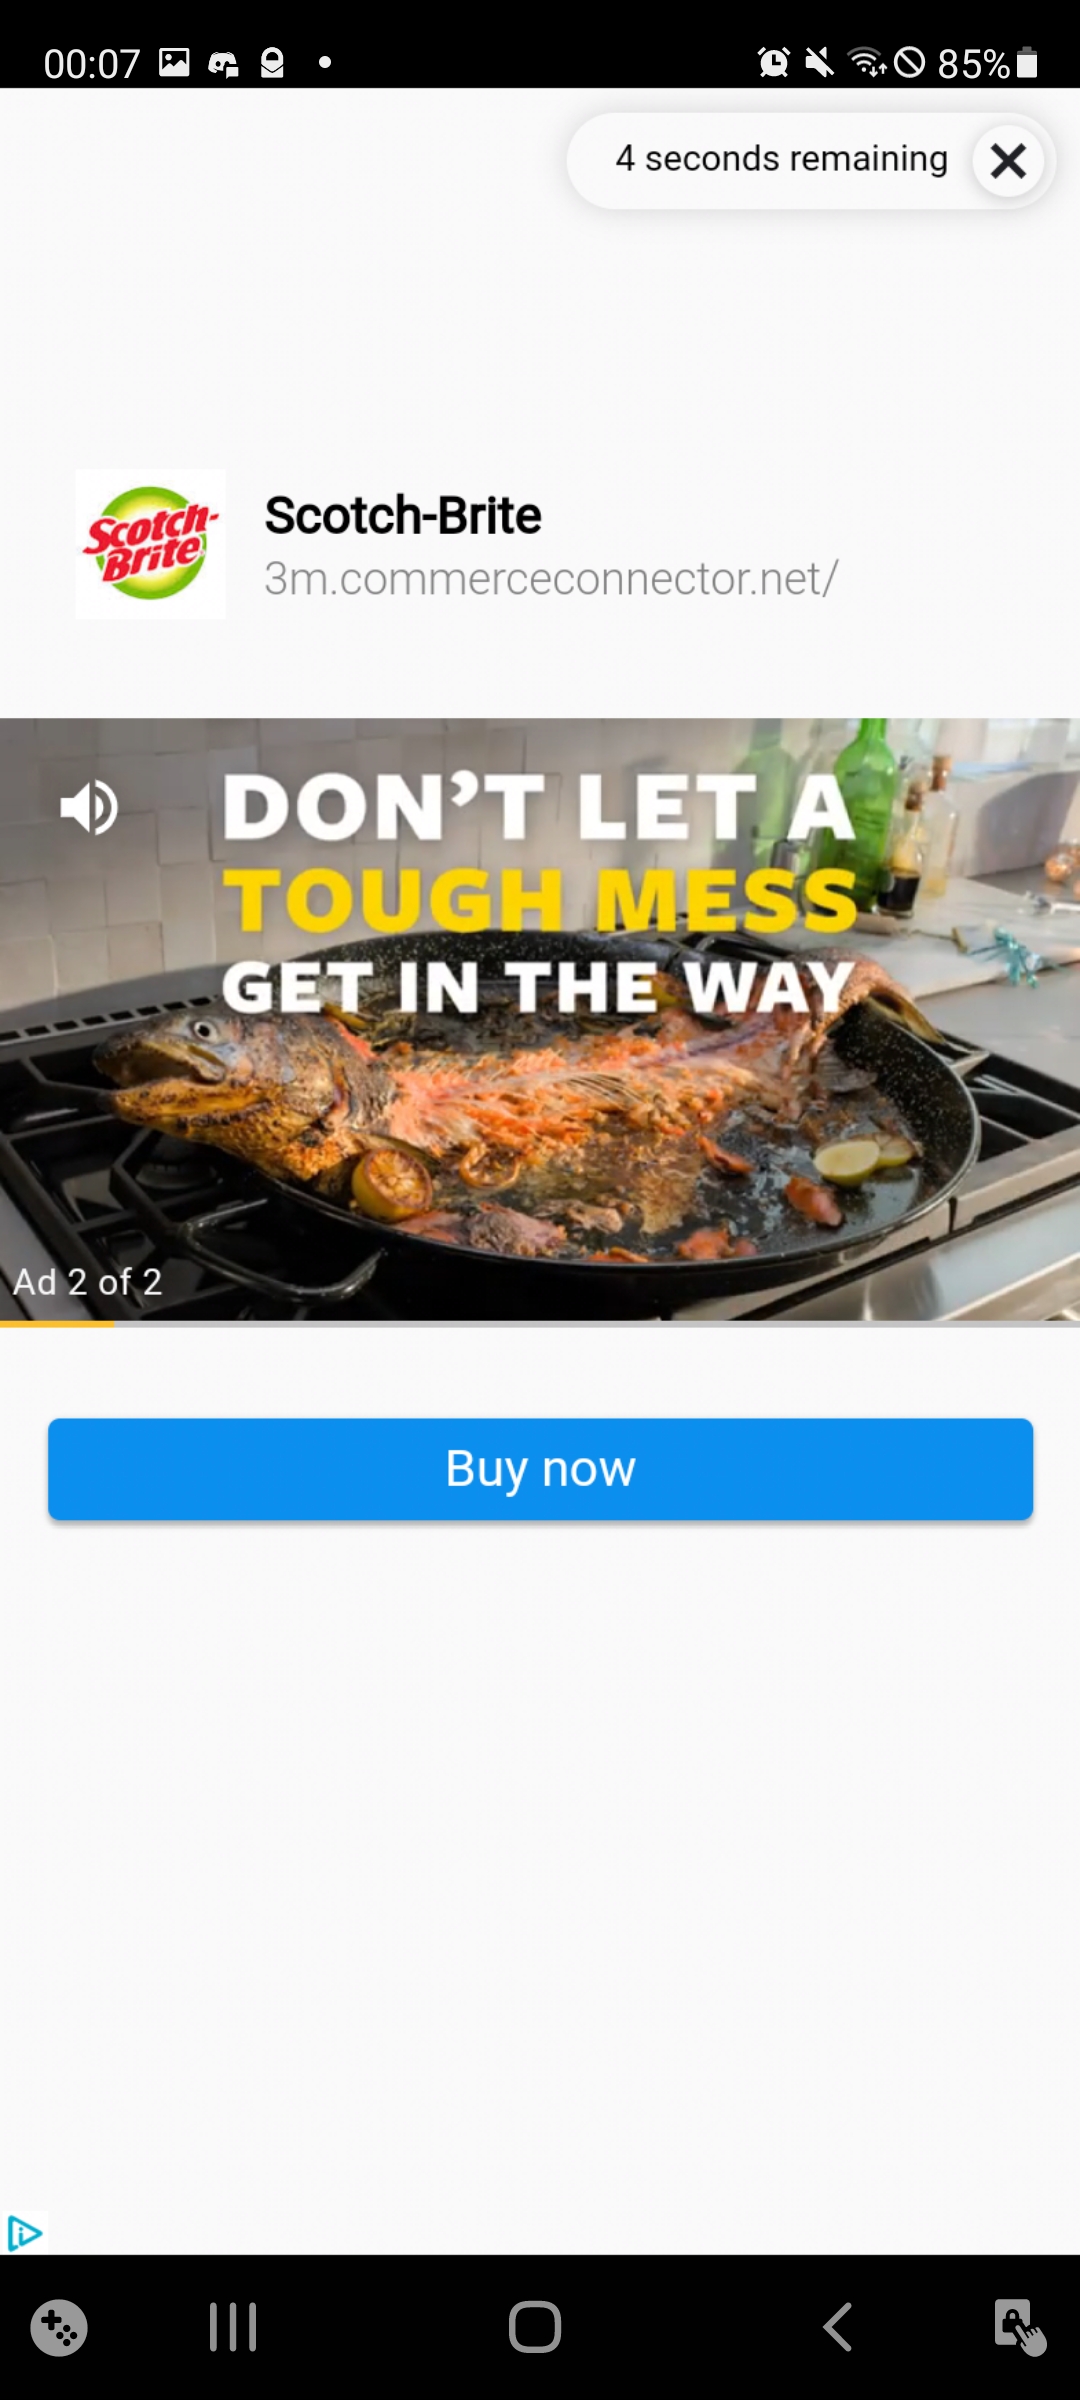 00:07
85%
4 seconds remaining
Scotch-
Brite
Scotch-Brite
3m.commerceconnector.net/
DON'T LET A
TOUGH MESS
GET IN THE WAY
Ad 2 of 2
Buy now